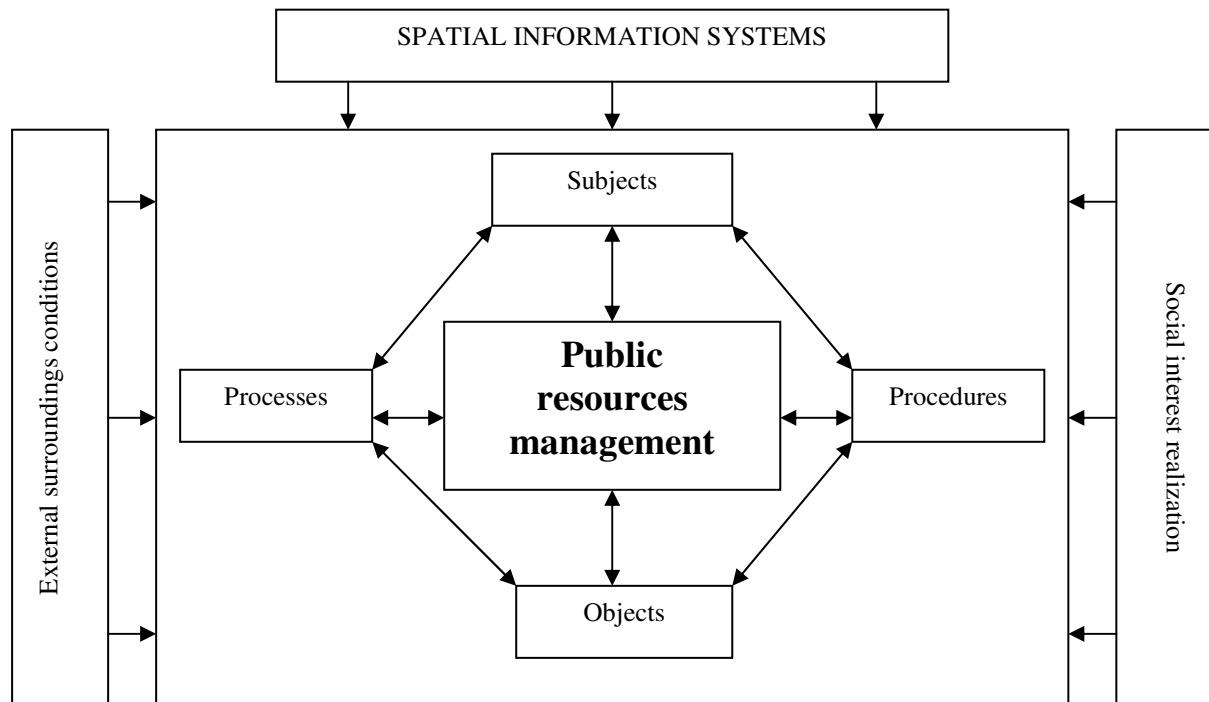 SPATIAL INFORMATION SYSTEMS
External surroundings conditions
Subjects
Processes
Public
resources
management
Procedures
Objects
Social interest realization